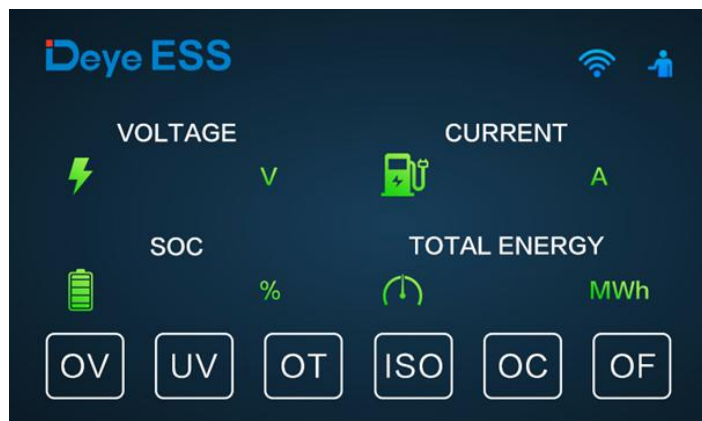 Deye ESS
VOLTAGE CURRENT
V A
SOC TOTAL ENERGY
% MWh
OV UV OT ISO OC OF